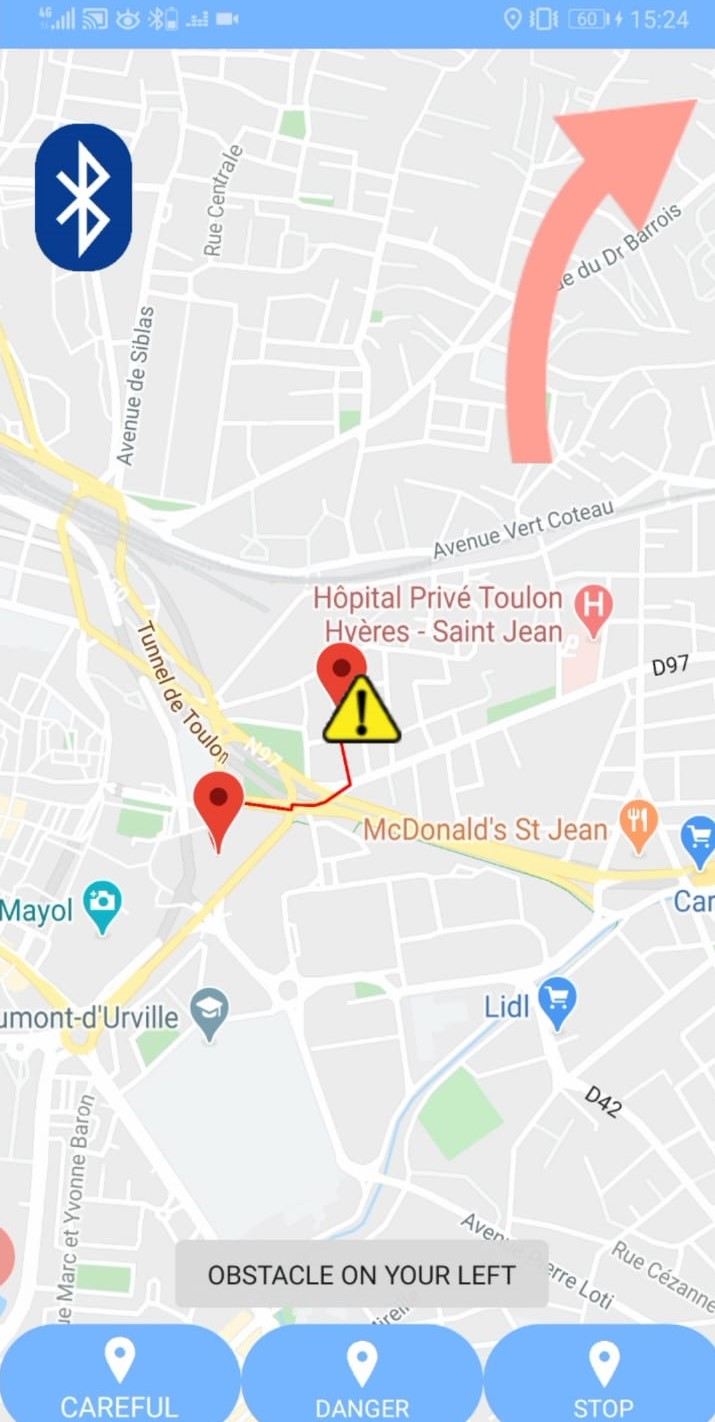 4G
60
15:24
Rue Centrale
ue du Dr Barrois
Avenue de Siblas
Avenue Vert Coteau
Hôpital Privé Toulon
Hyères - Saint Jean
H
D97
Tunnel de Toulon
N97
McDonald's St Jean
Car
Mayol
umont-d'Urville
Lidl
D42
ue Marc et Yvonne Baron
Avenue Pierre Loti
Rue Cézanne
OBSTACLE ON YOUR LEFT
CAREFUL
DANGER
STOP